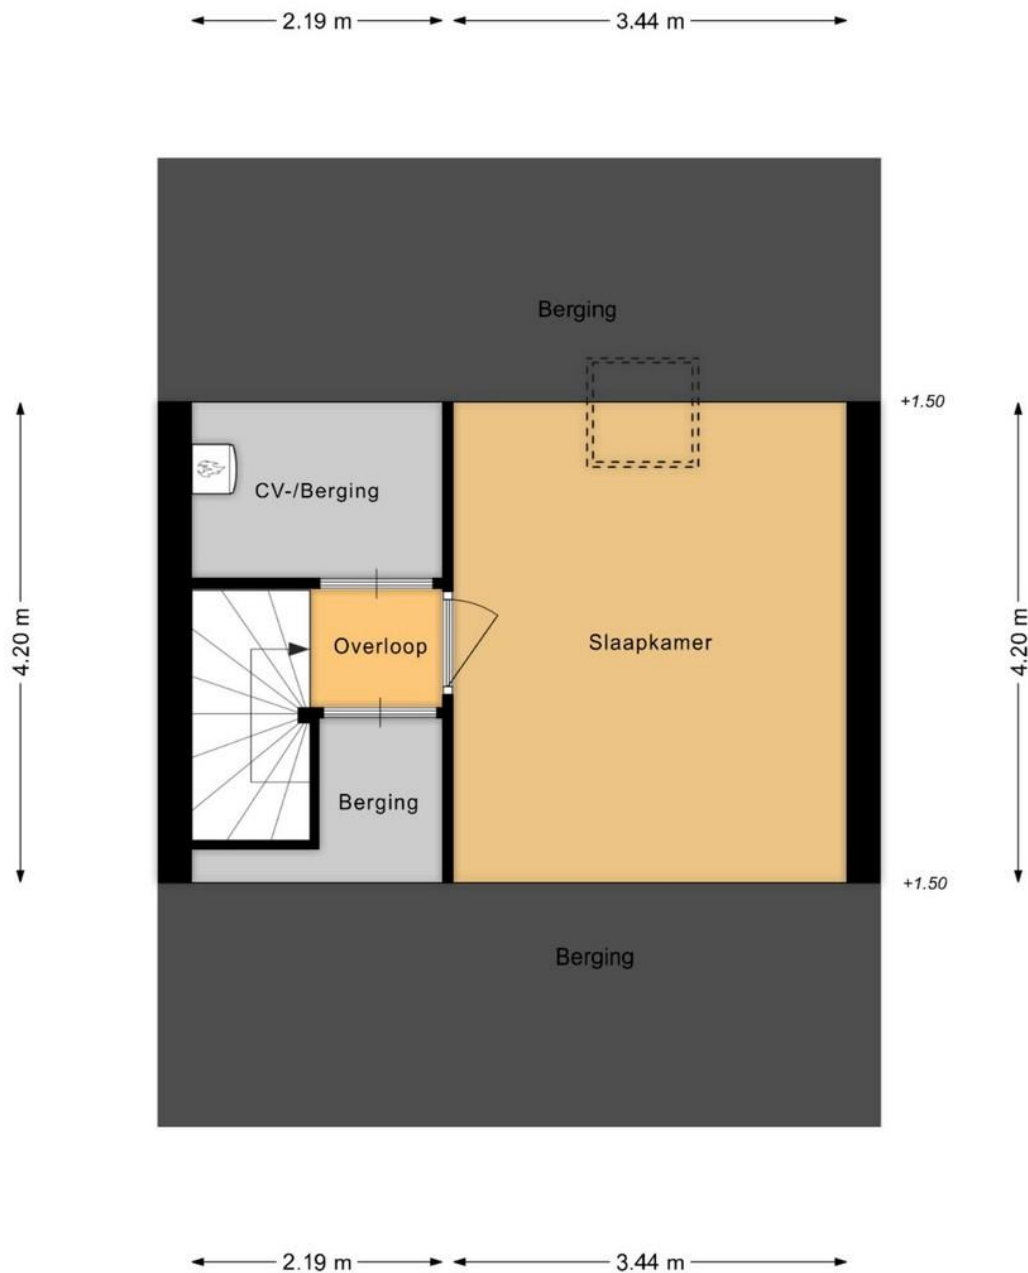 2.19 m
3.44 m
Berging
+1.50
CV-/Berging
4.20 m
Overloop
Slaapkamer
4.20 m
Berging
+1.50
Berging
2.19 m
3.44 m